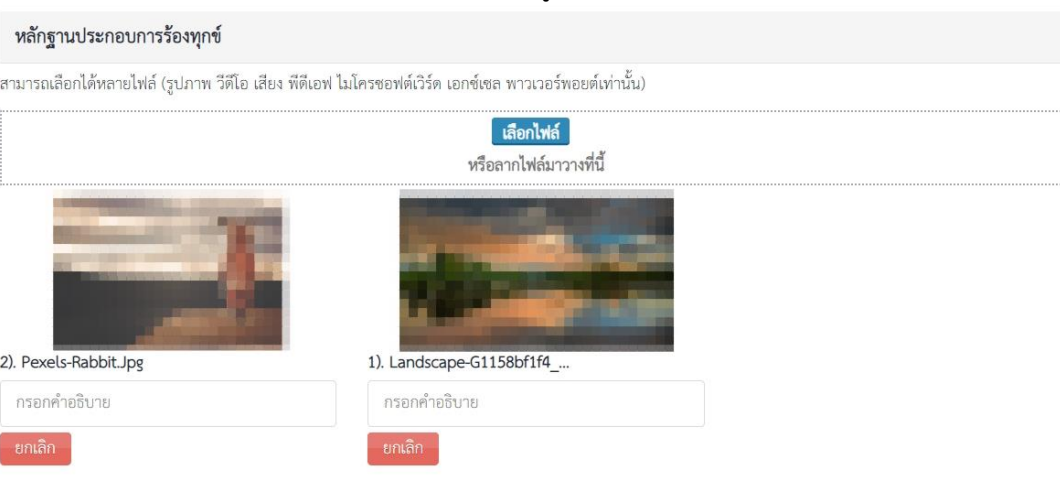 หลักฐานประกอบการร้องทุกข์
สามารถเลือกได้หลายไฟล์ (รูปภาพ วีดีโอ เสียง พีดีเอฟ ไมโครซอฟต์เวิร์ด เอกซ์เซล พาวเวอร์พอยต์เท่านั้น)
เลือกไฟล์
หรือลากไฟล์มาวางที่นี้
2). Pexels-Rabbit.Jpg
กรอกคำอธิบาย
ยกเลิก
1). Landscape-G1158bf1f4_...
กรอกคำอธิบาย
ยกเลิก